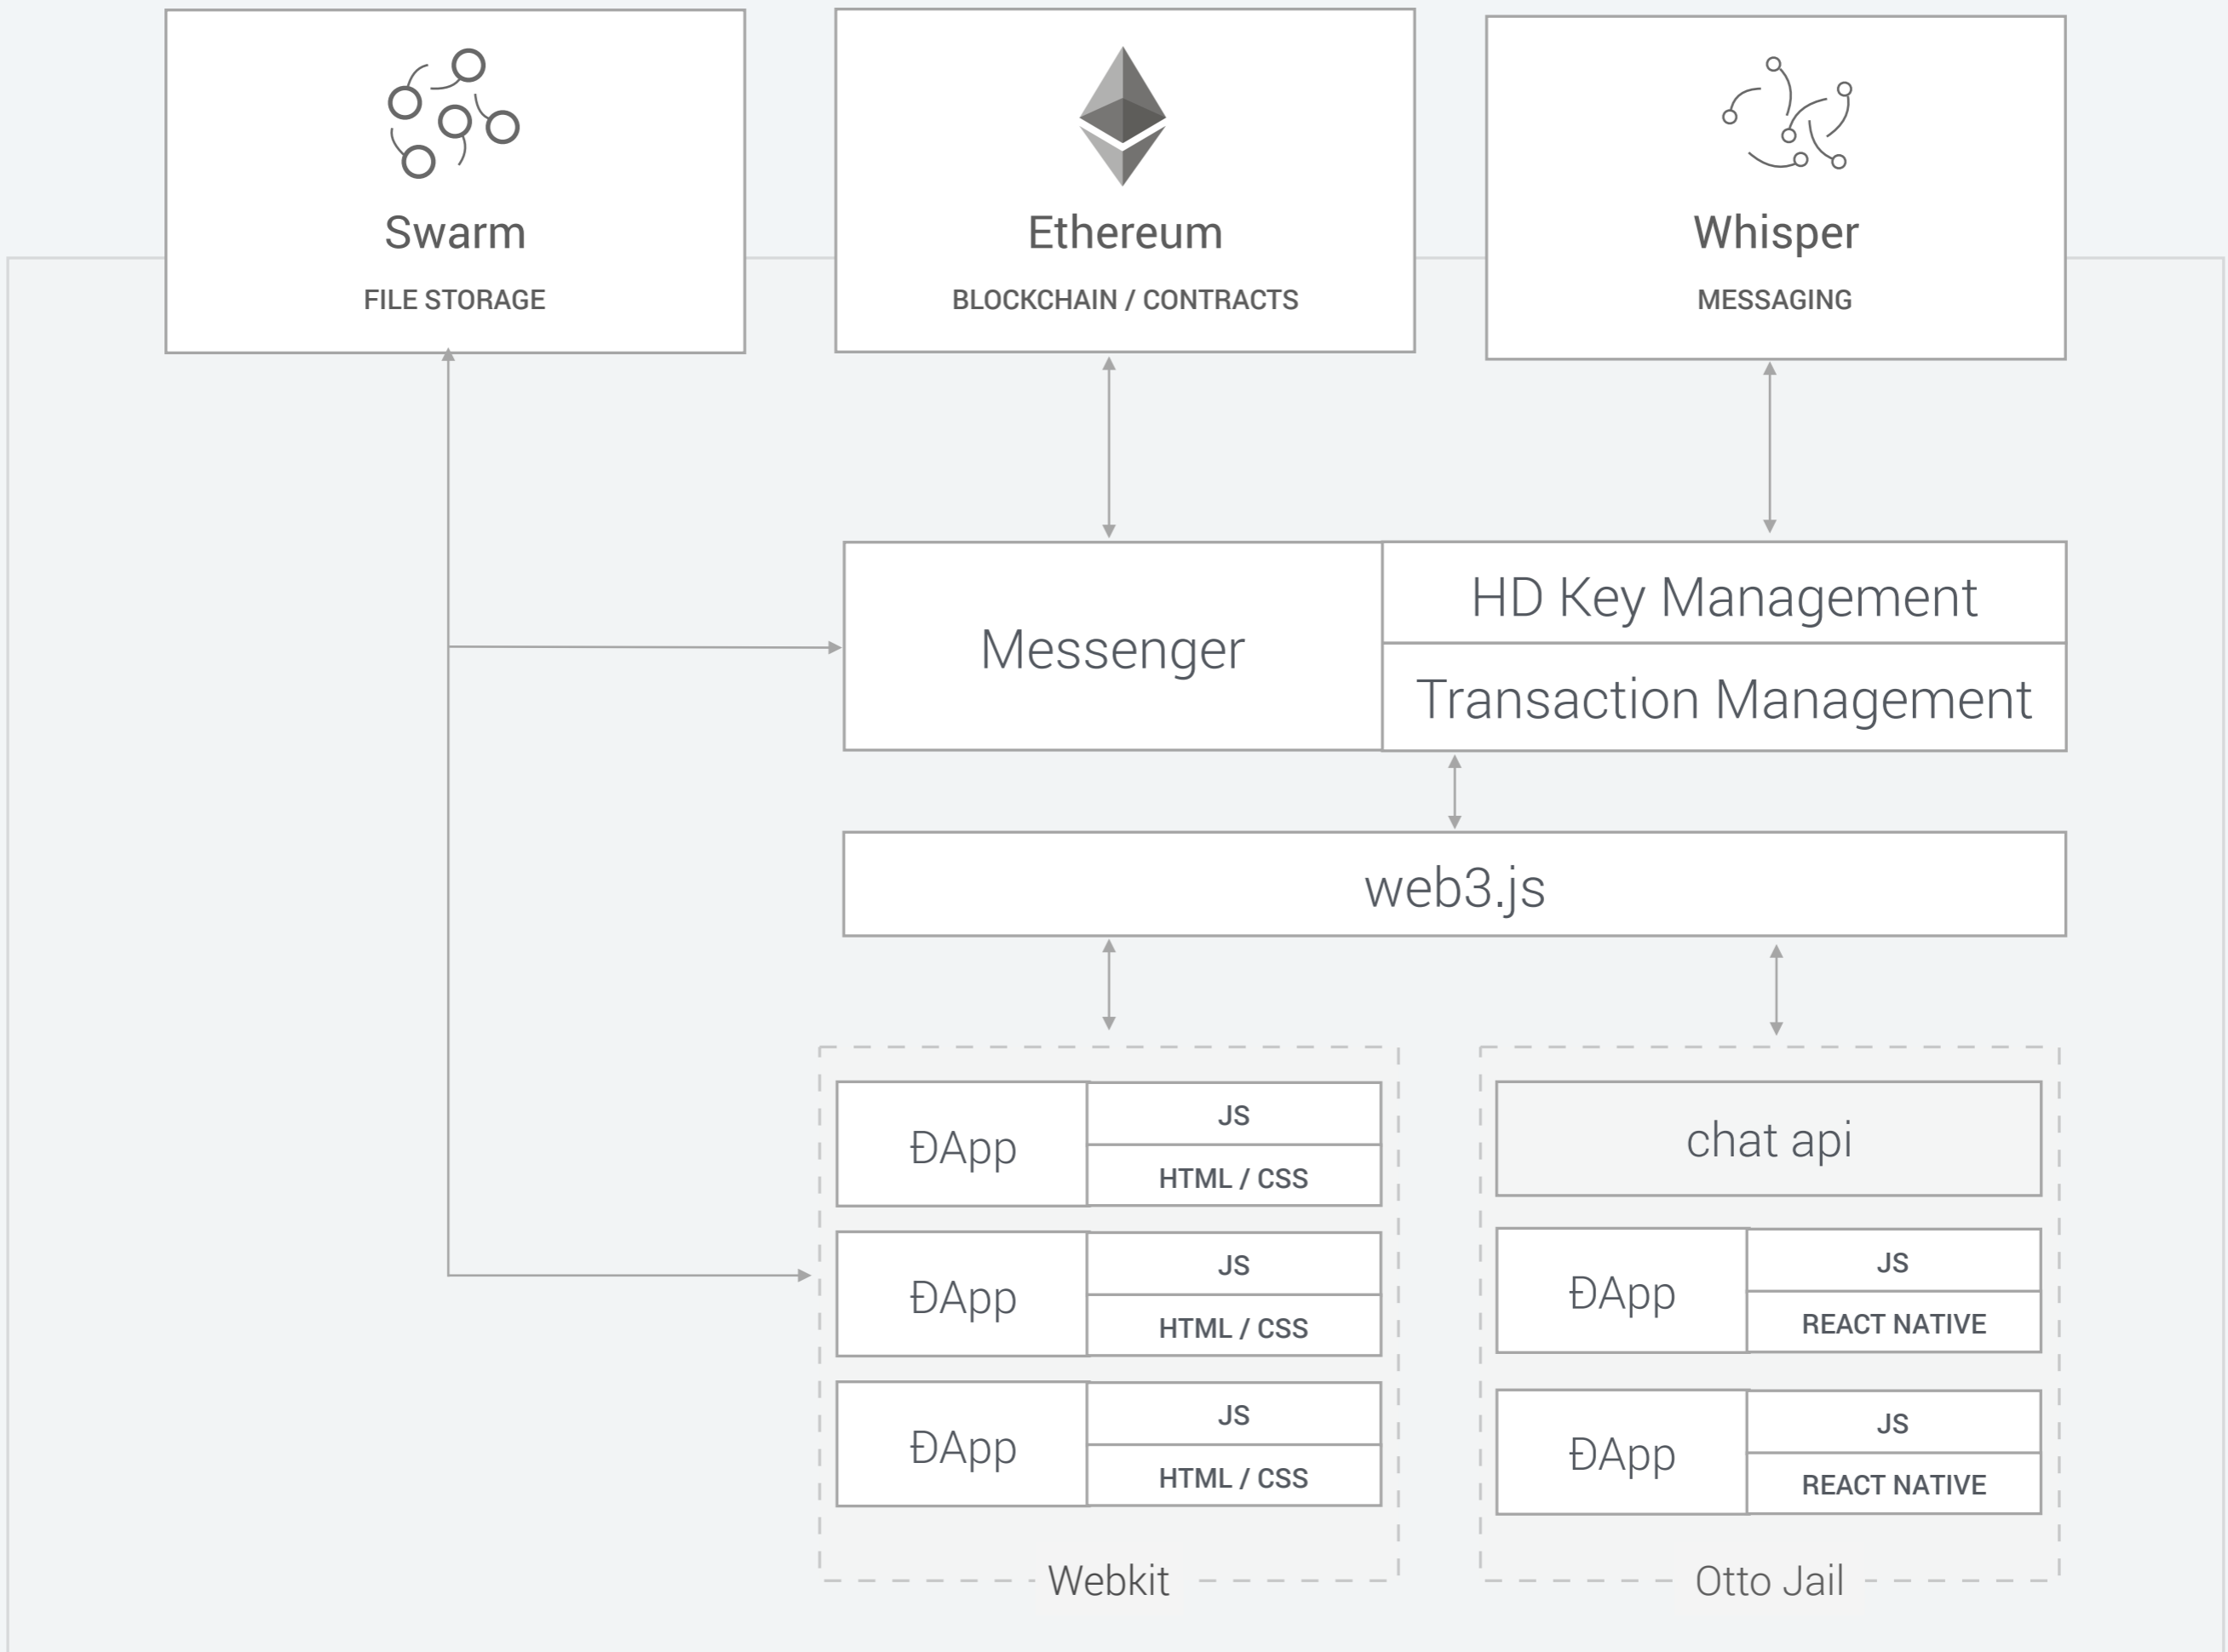 Swarm
FILE STORAGE
Ethereum
BLOCKCHAIN / CONTRACTS
Whisper
MESSAGING
Messenger
HD Key Management
Transaction Management
web3.js
ĐApp
JS
HTML / CSS
ĐApp
JS
HTML / CSS
ĐApp
JS
HTML / CSS
Webkit
chat api
ĐApp
JS
REACT NATIVE
ĐApp
JS
REACT NATIVE
Otto Jail